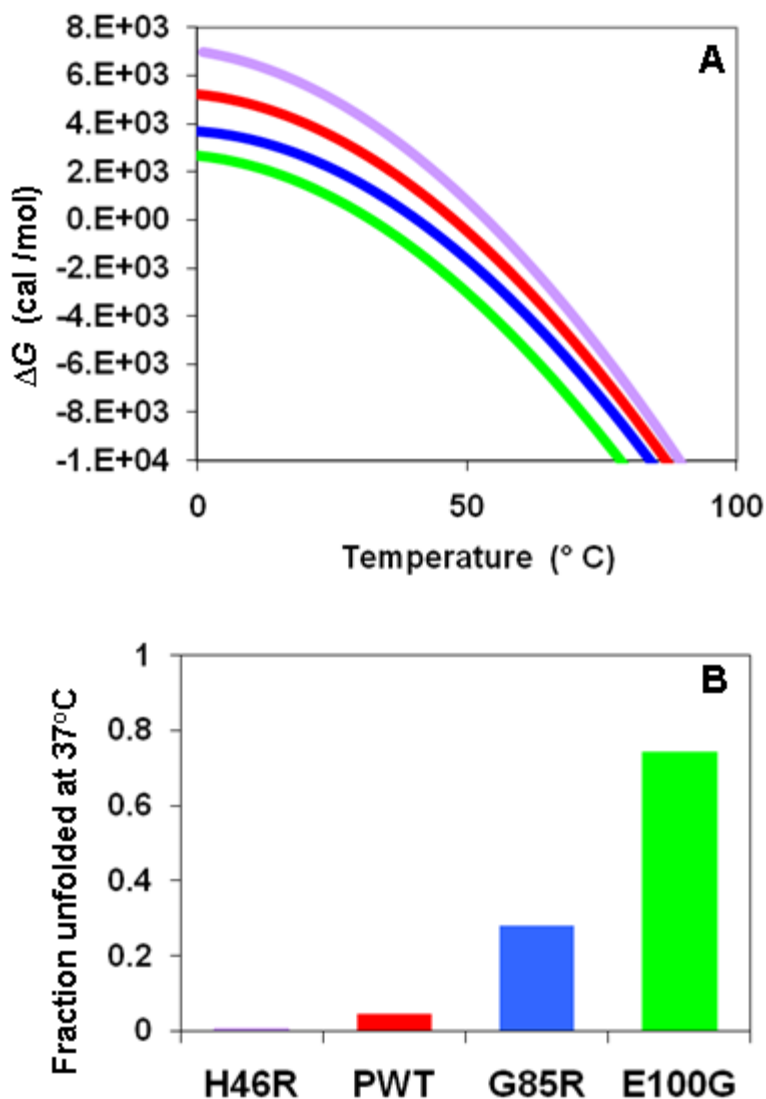 8.E+03
A
6.E+03
4.E+03
2.E+03
0.E+00
-2.E+03
-4.E+03
-6.E+03
-8.E+03
-1.E+04
ΔG (cal /mol)
0 50 100
Temperature (° C)
1
B
0.8
0.6
0.4
0.2
0
Fraction unfolded at 37°C
H46R PWT G85R E100G